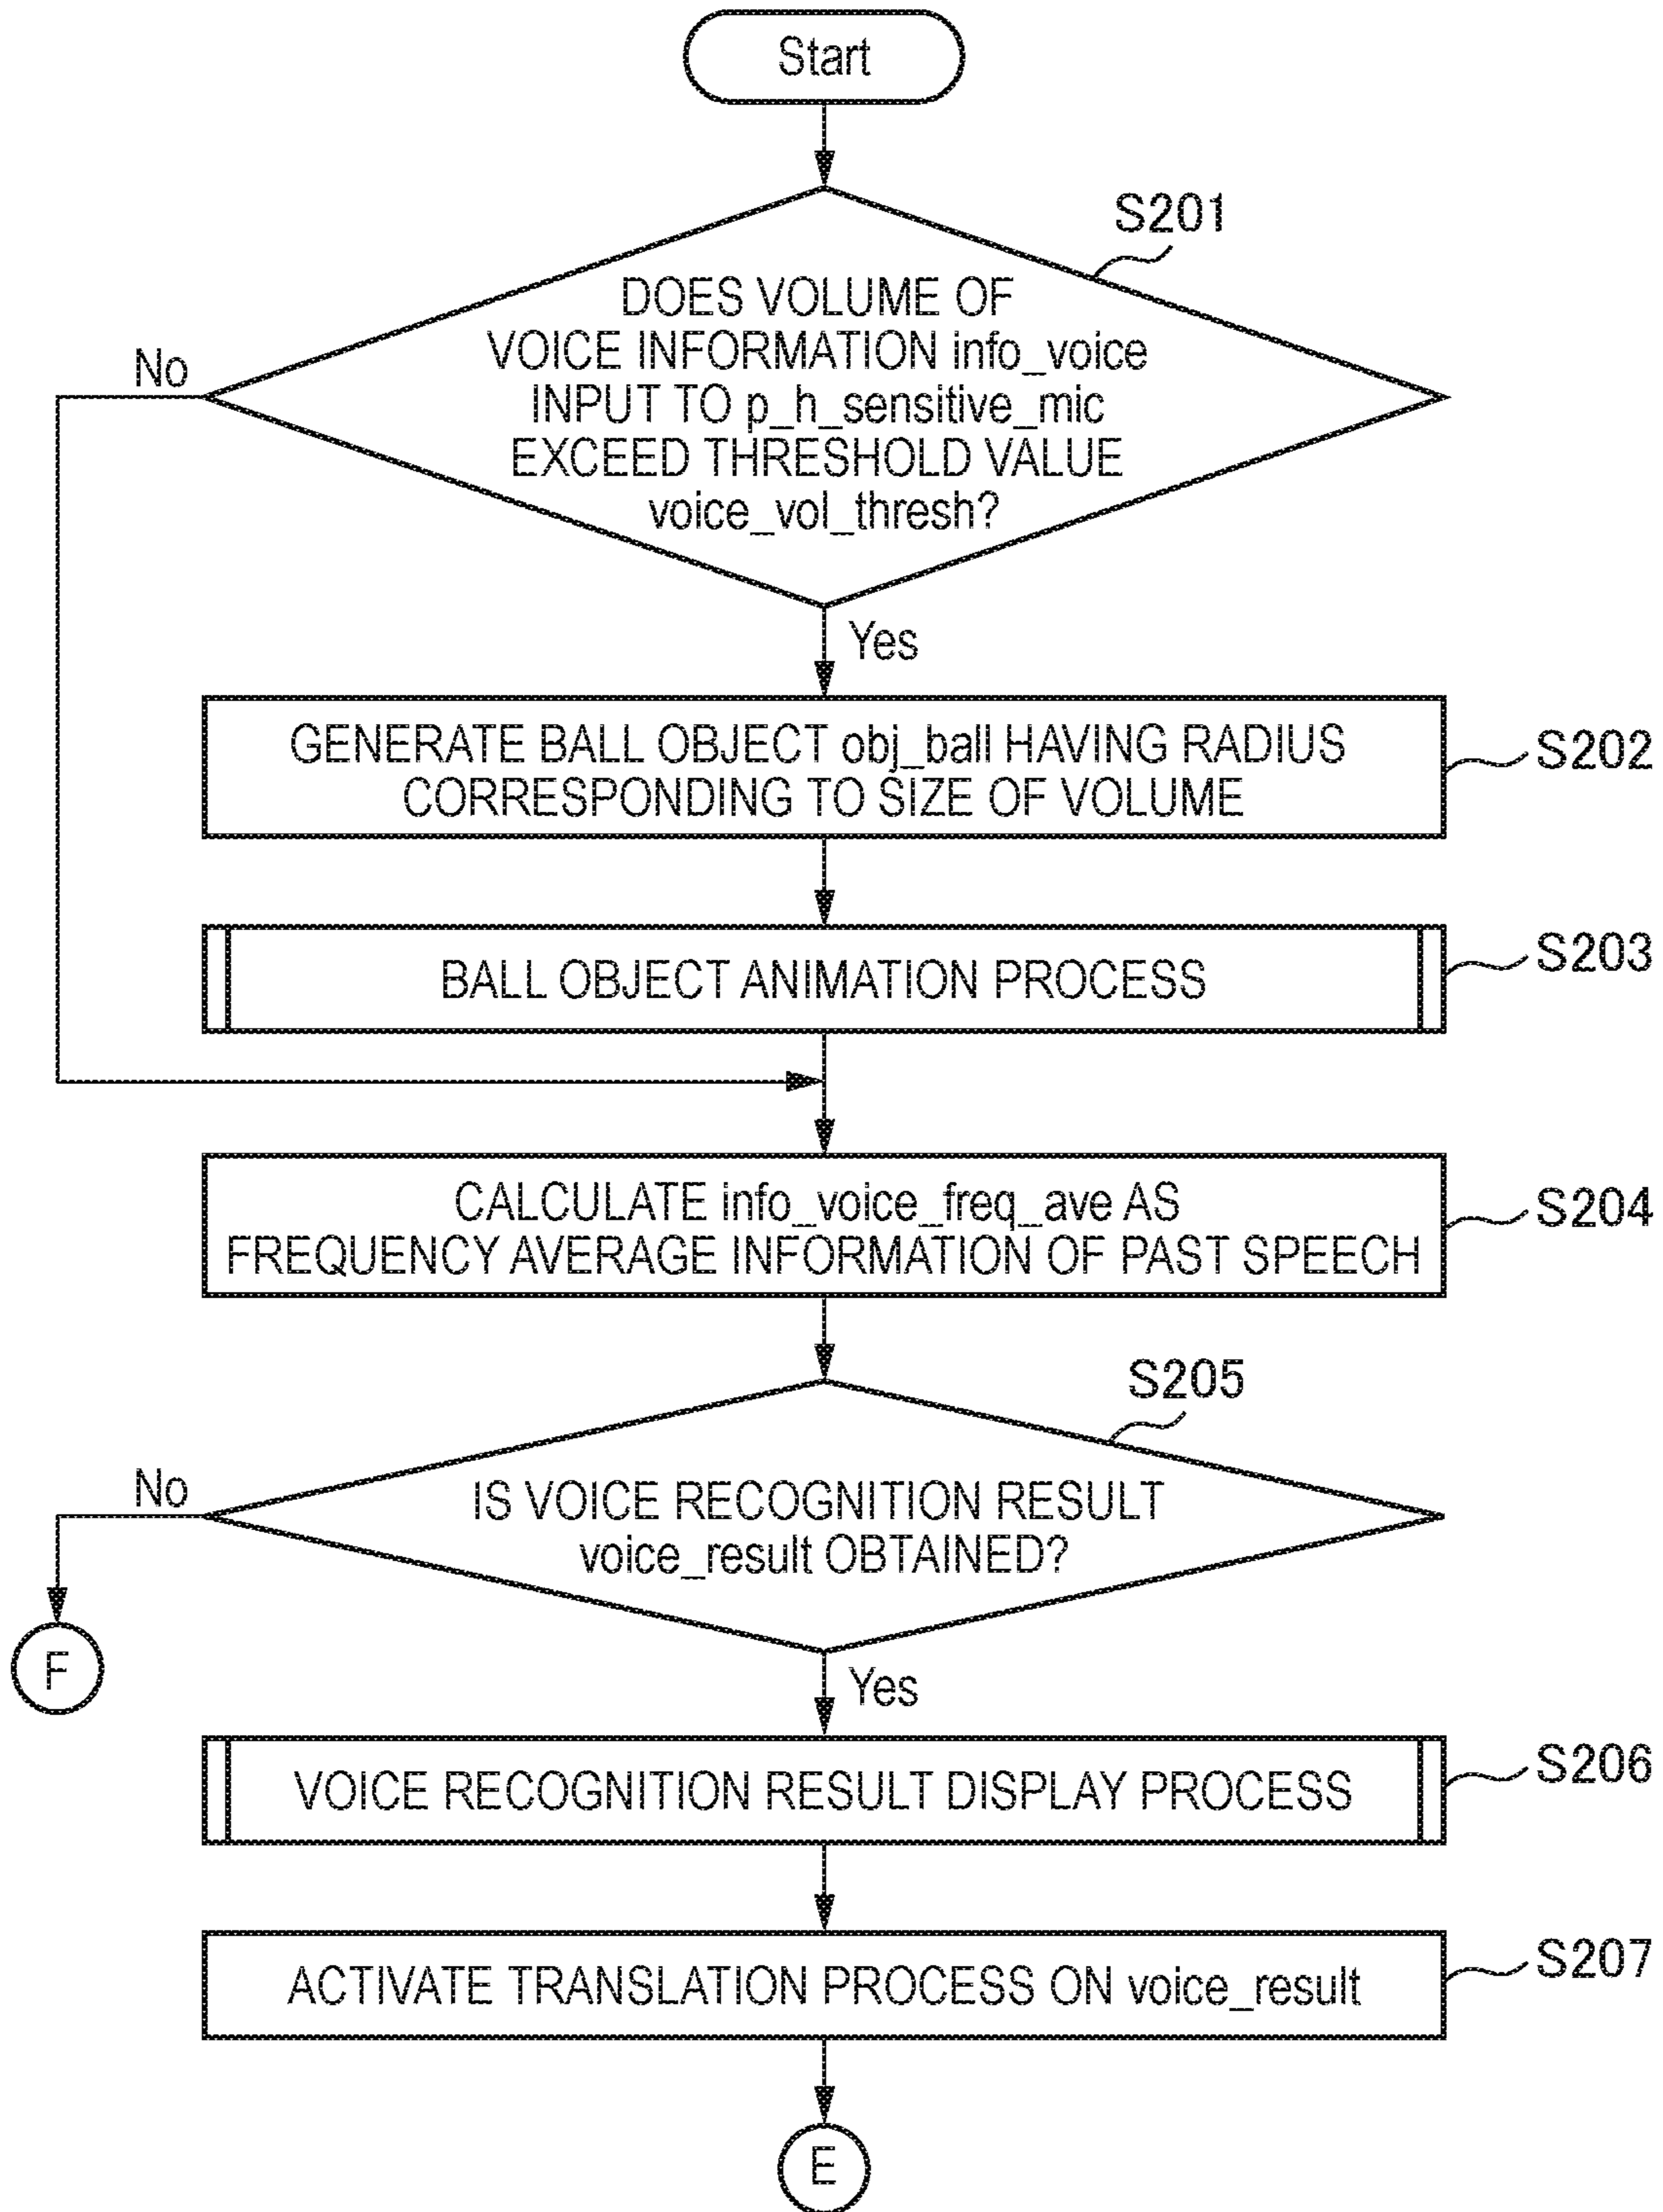 Start
S201
DOES VOLUME OF
VOICE INFORMATION info_voice
INPUT TO p_h_sensitive_mic
EXCEED THRESHOLD VALUE
voice_vol_thresh?
No
Yes
GENERATE BALL OBJECT obj_ball HAVING RADIUS
CORRESPONDING TO SIZE OF VOLUME
S202
BALL OBJECT ANIMATION PROCESS
S203
CALCULATE info_voice_freq_ave AS
FREQUENCY AVERAGE INFORMATION OF PAST SPEECH
S204
S205
IS VOICE RECOGNITION RESULT
voice_result OBTAINED?
No
F
Yes
VOICE RECOGNITION RESULT DISPLAY PROCESS
S206
ACTIVATE TRANSLATION PROCESS ON voice_result
S207
E